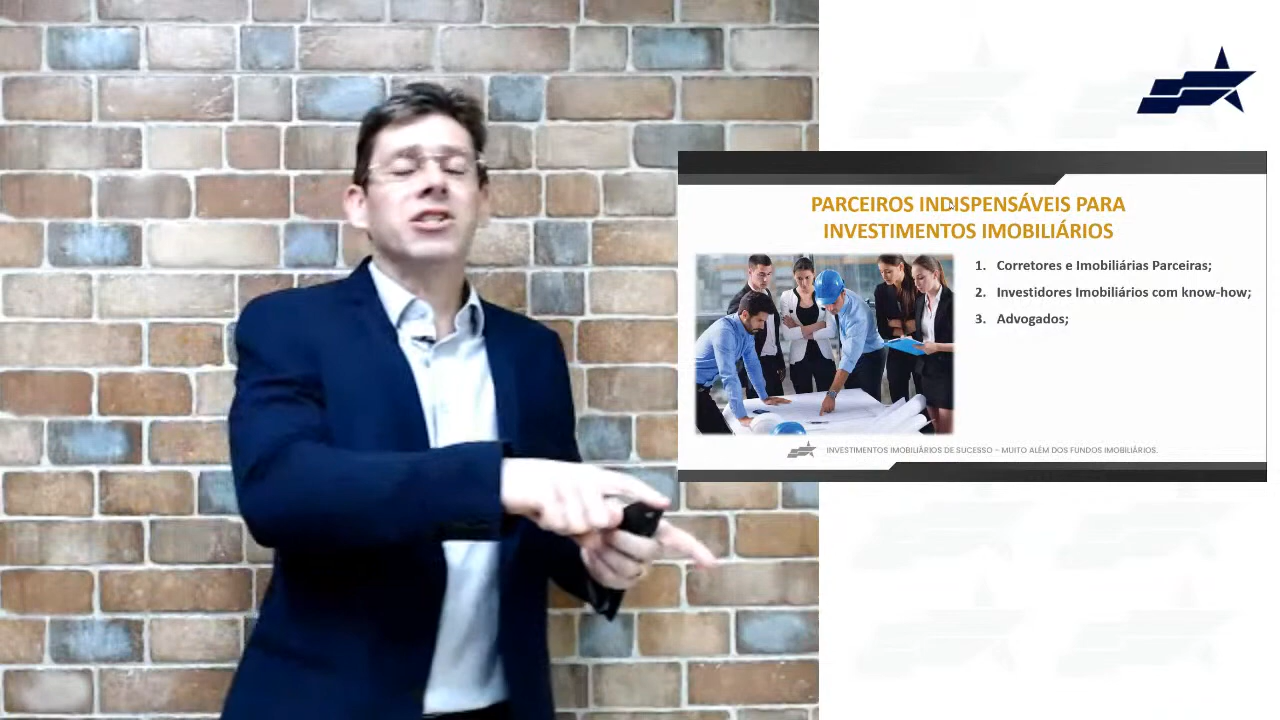 PARCEIROS INDISPENSÁVEIS PARA
INVESTIMENTOS IMOBILIÁRIOS
1. Corretores e Imobiliárias Parceiras;
2. Investidores Imobiliários com know-how;
3. Advogados;
INVESTIMENTOS IMOBILIÁRIOS DE SUCESSO - MUITO ALÉM DOS FUNDOS IMOBILIÁRIOS.